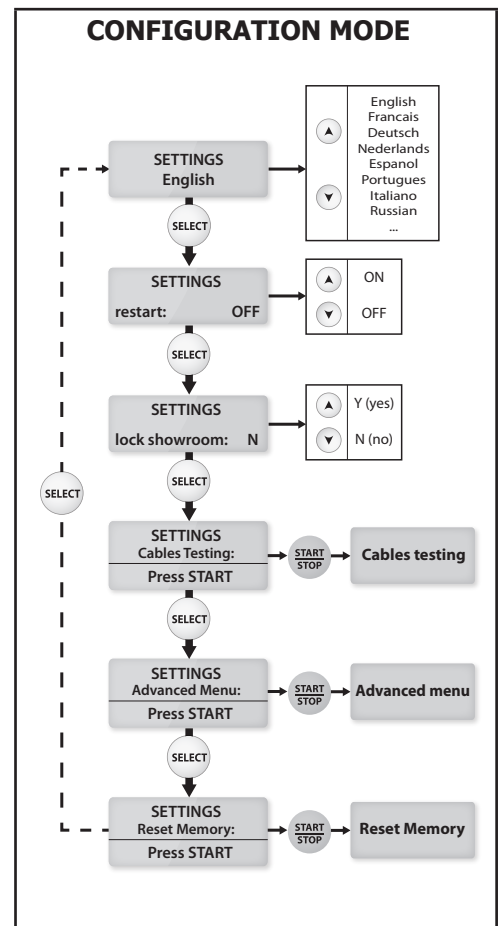 CONFIGURATION MODE
SETTINGS
English
English
Francais
Deutsch
Nederlands
Espanol
Portugues
Italiano
Russian
...
SELECT
SETTINGS
restart: OFF
ON
OFF
SELECT
SETTINGS
lock showroom: N
Y (yes)
N (no)
SELECT
SELECT
SETTINGS
Cables Testing:
Press START
START
STOP
Cables testing
SELECT
SETTINGS
Advanced Menu:
Press START
START
STOP
Advanced menu
SELECT
SETTINGS
Reset Memory:
Press START
START
STOP
Reset Memory